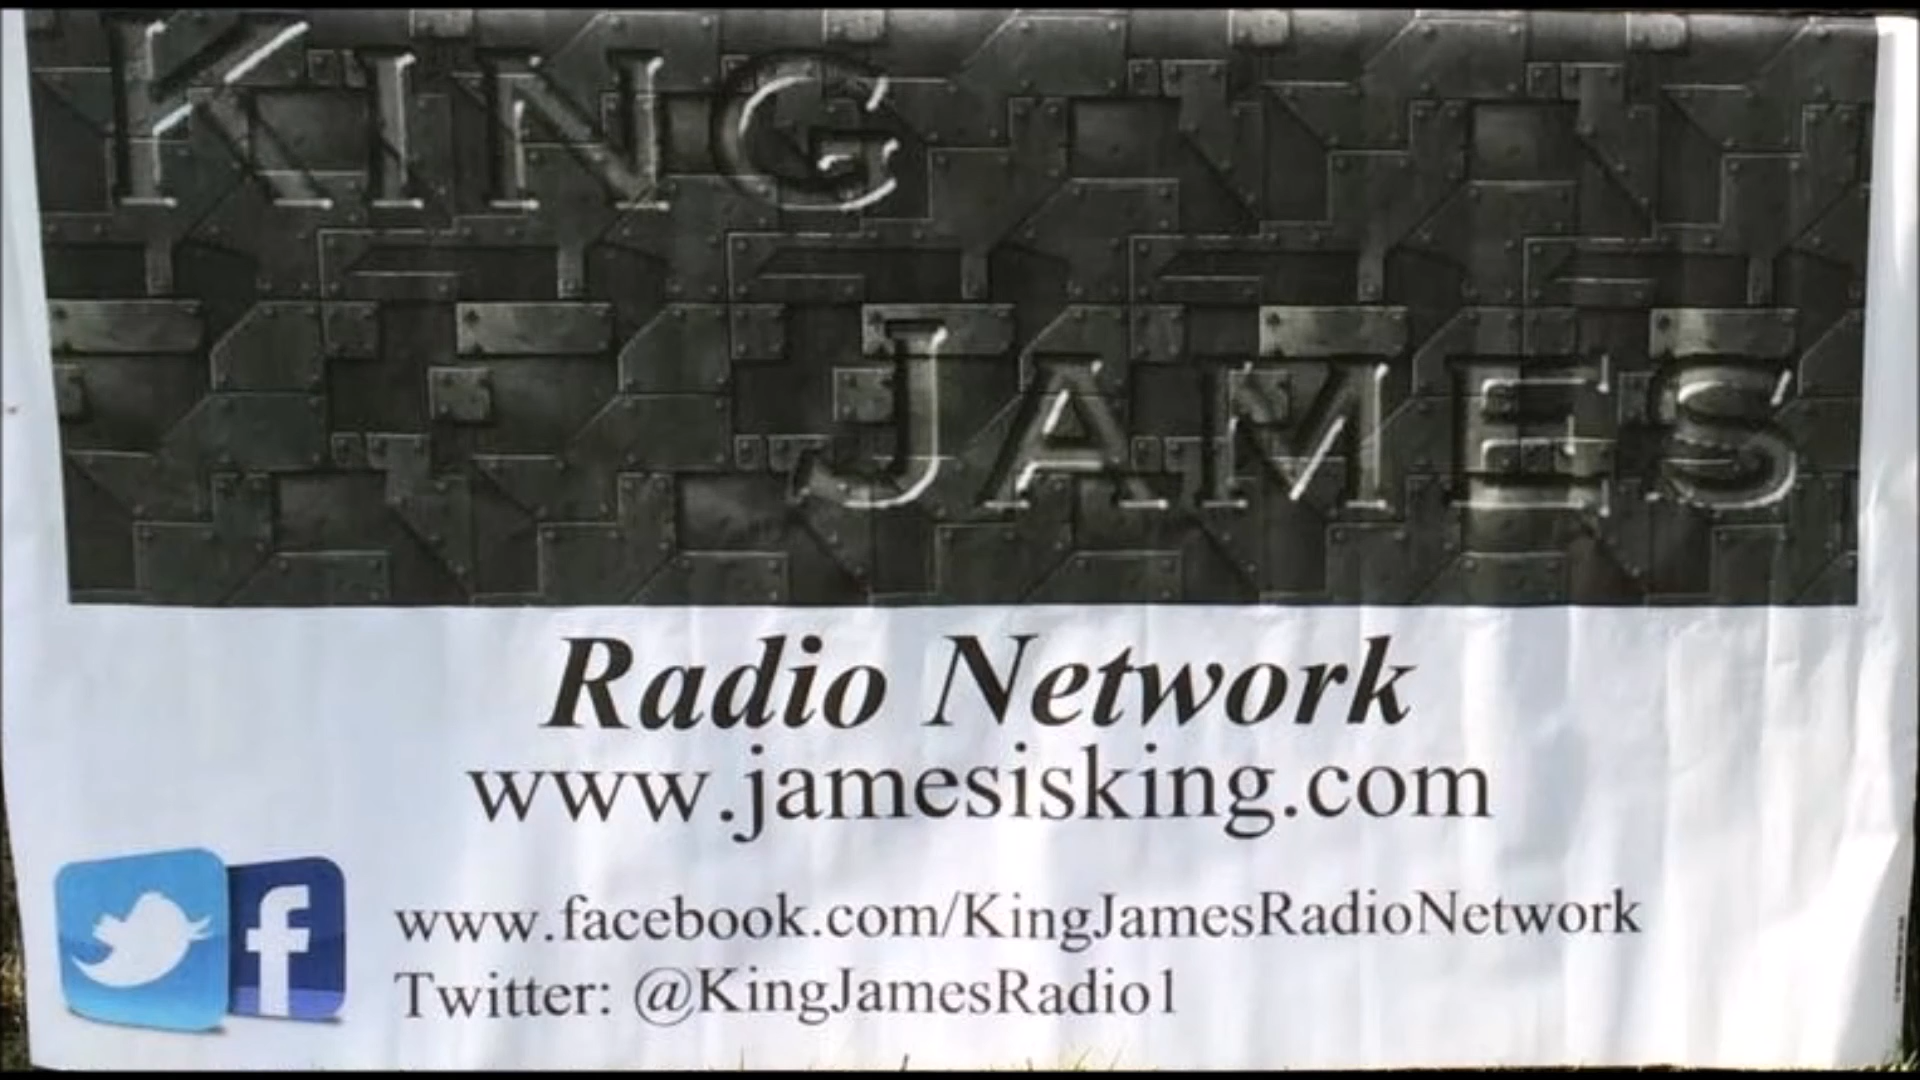 KING
JAMES
Radio Network
www.jamesisking.com
f
www.facebook.com/KingJamesRadioNetwork
Twitter: @KingJamesRadio1